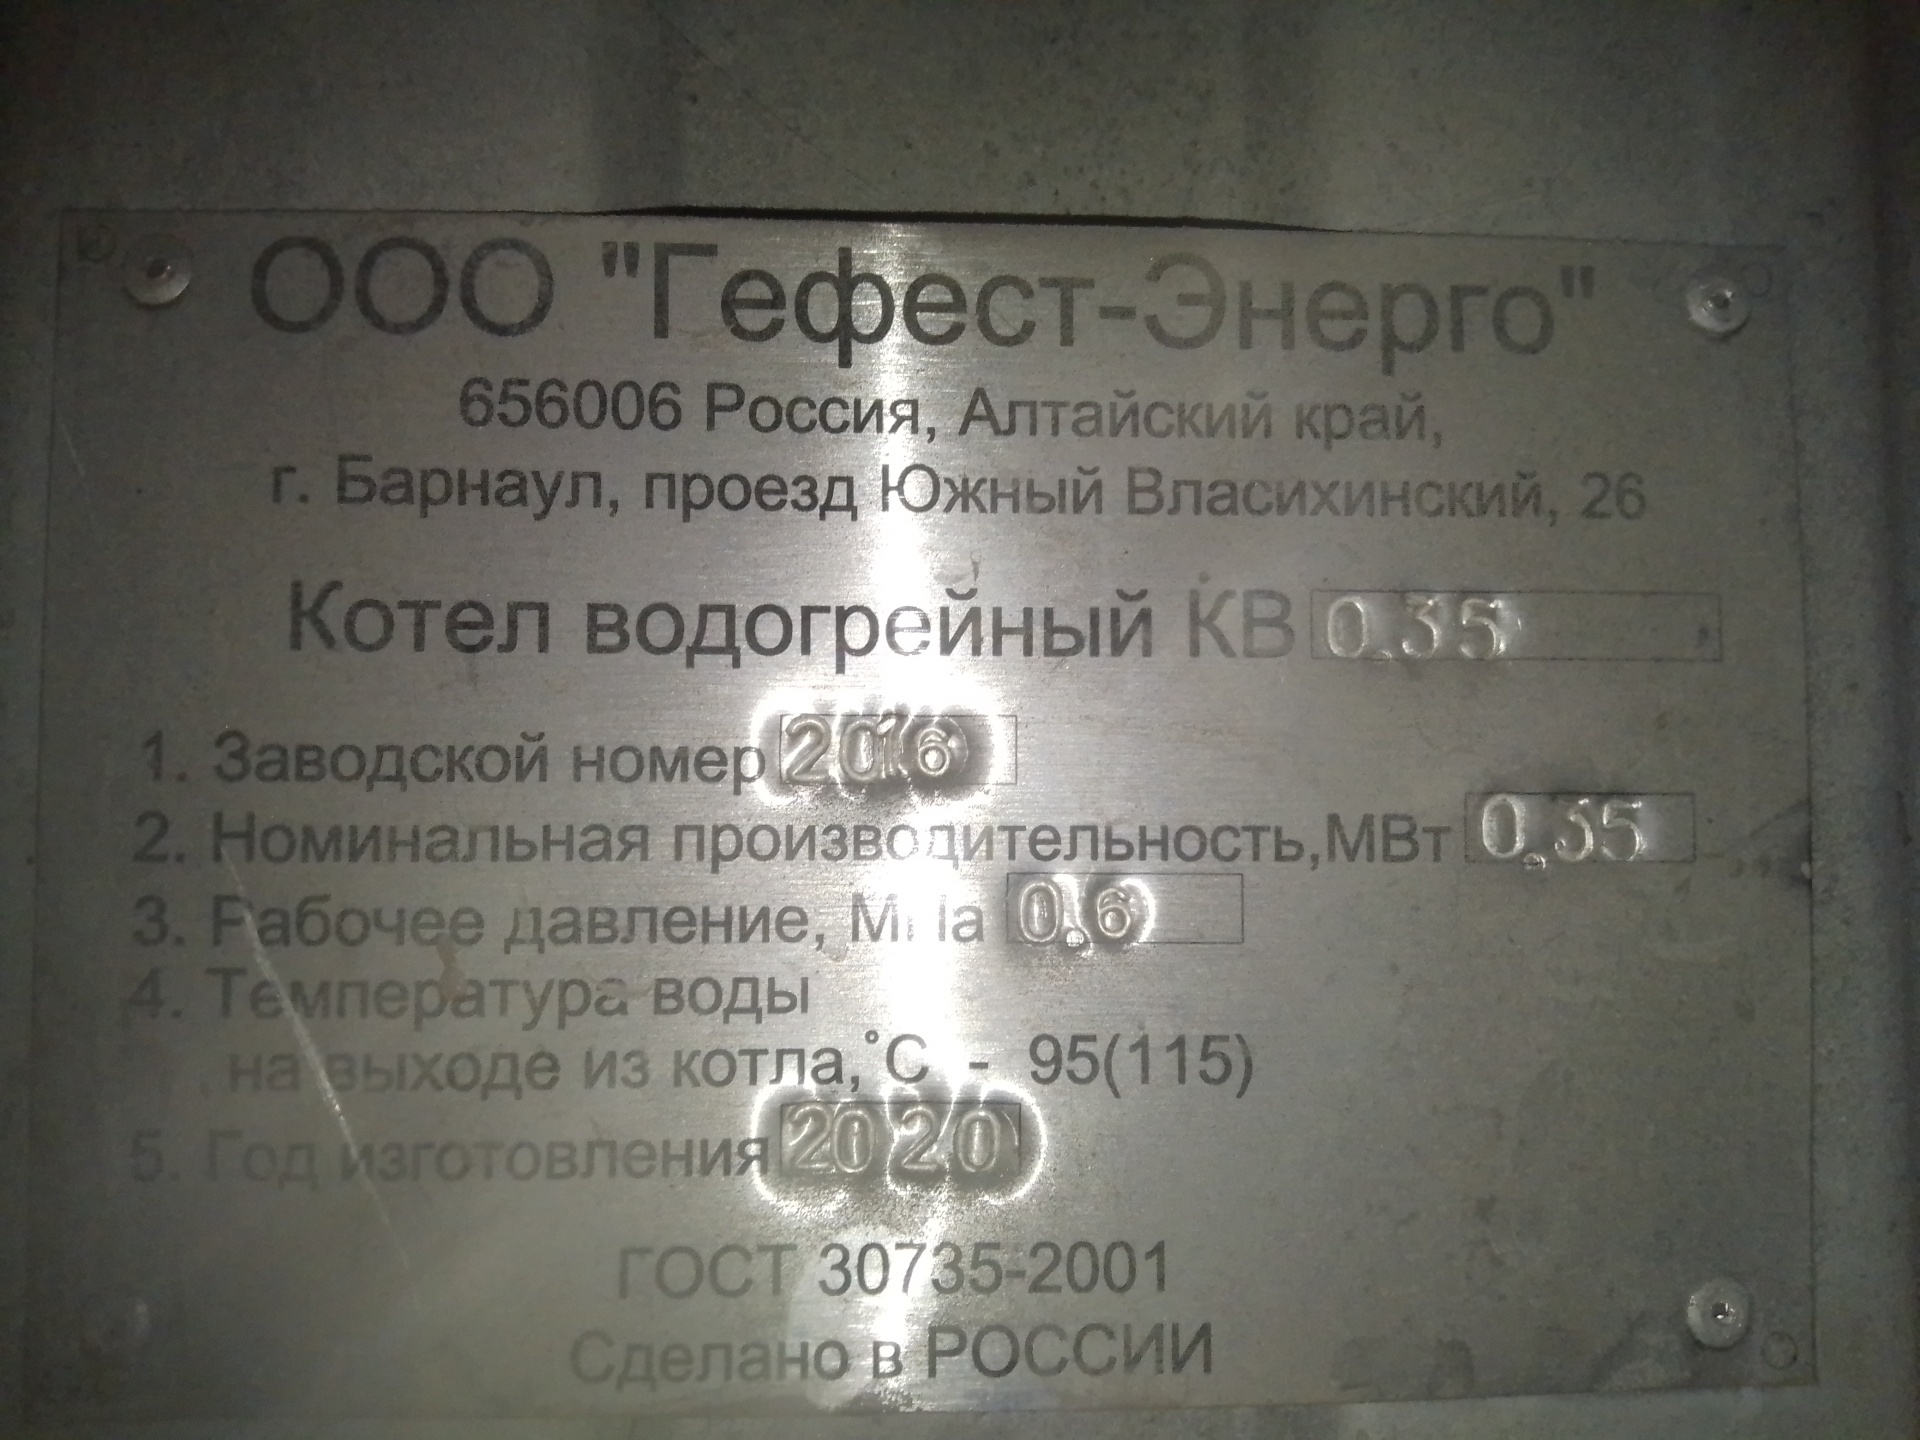 ООО "Гефест-Энерго"
656006 Россия, Алтайский край,
г. Барнаул, проезд Южный Власихинский, 26
Котел водогрейный КВ 0.35
1. Заводской номер 2016
2. Номинальная производительность,МВт 0.35
3. Рабочее давление, МПа 0.6
4. Температура воды
на выходе из котла,°С - 95(115)
5. Год изготовления 2020
ГОСТ 30735-2001
Сделано в РОССИИ